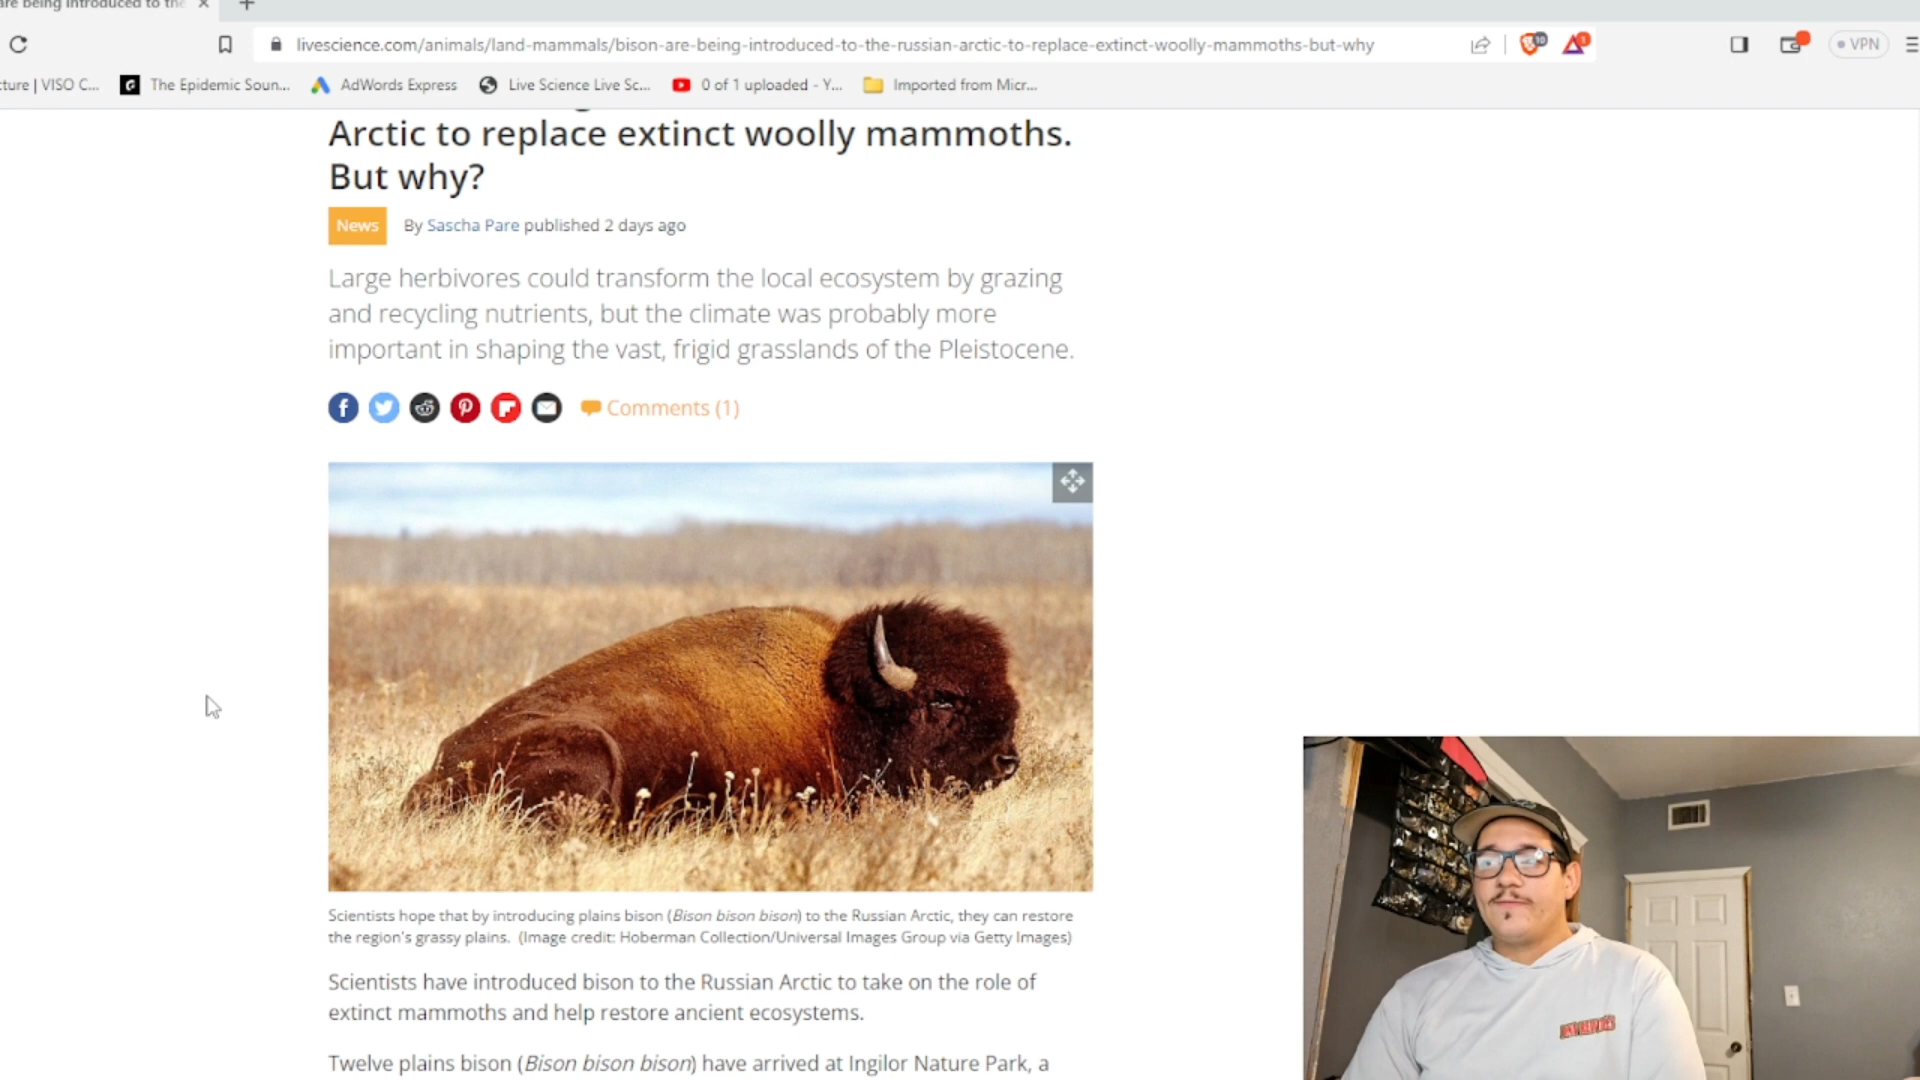 are being introduced to the
livescience.com/animals/land-mammals/bison-are-being-introduced-to-the-russian-arctic-to-replace-extinct-woolly-mammoths-but-why
VPN
cture | VISO C...
The Epidemic Soun...
AdWords Express
Live Science Live Sc...
0 of 1 uploaded - Y...
Imported from Micr...
Arctic to replace extinct woolly mammoths.
But why?
News
By Sascha Pare published 2 days ago
Large herbivores could transform the local ecosystem by grazing
and recycling nutrients, but the climate was probably more
important in shaping the vast, frigid grasslands of the Pleistocene.
Comments (1)
Scientists hope that by introducing plains bison (Bison bison bison) to the Russian Arctic, they can restore
the region's grassy plains. (Image credit: Hoberman Collection/Universal Images Group via Getty Images)
Scientists have introduced bison to the Russian Arctic to take on the role of
extinct mammoths and help restore ancient ecosystems.
Twelve plains bison (Bison bison bison) have arrived at Ingilor Nature Park, a